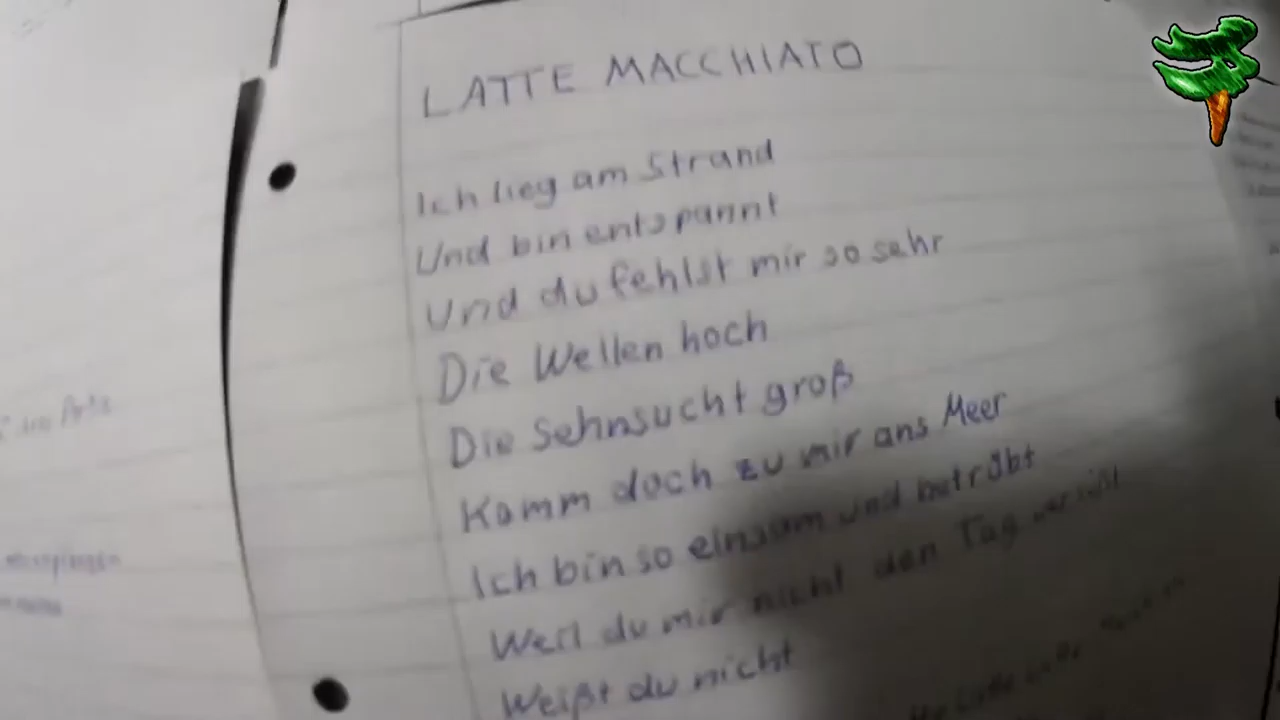 LATTE MACCHIATO
Ich lieg am Strand
Und bin entspannt
Und du fehlst mir so sehr
Die Wellen hoch
Die Sehnsucht groß
Komm doch zu mir ans Meer
Ich bin so einsam und betrübt
Weil du mir nicht den Tag versüßt
Weißt du nicht